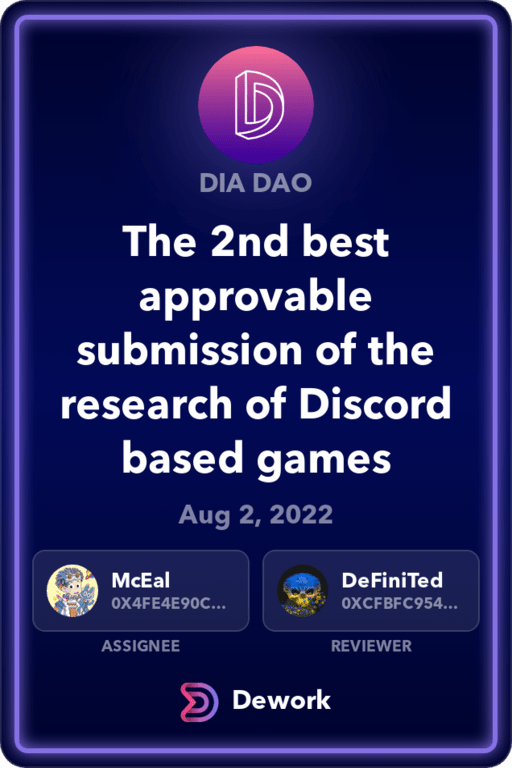 DIA DAO
The 2nd best
approvable
submission of the
research of Discord
based games
Aug 2, 2022
McEal
0X4FE4E90C...
ASSIGNEE
DeFiniTed
0XCFBFC954...
REVIEWER
Dework